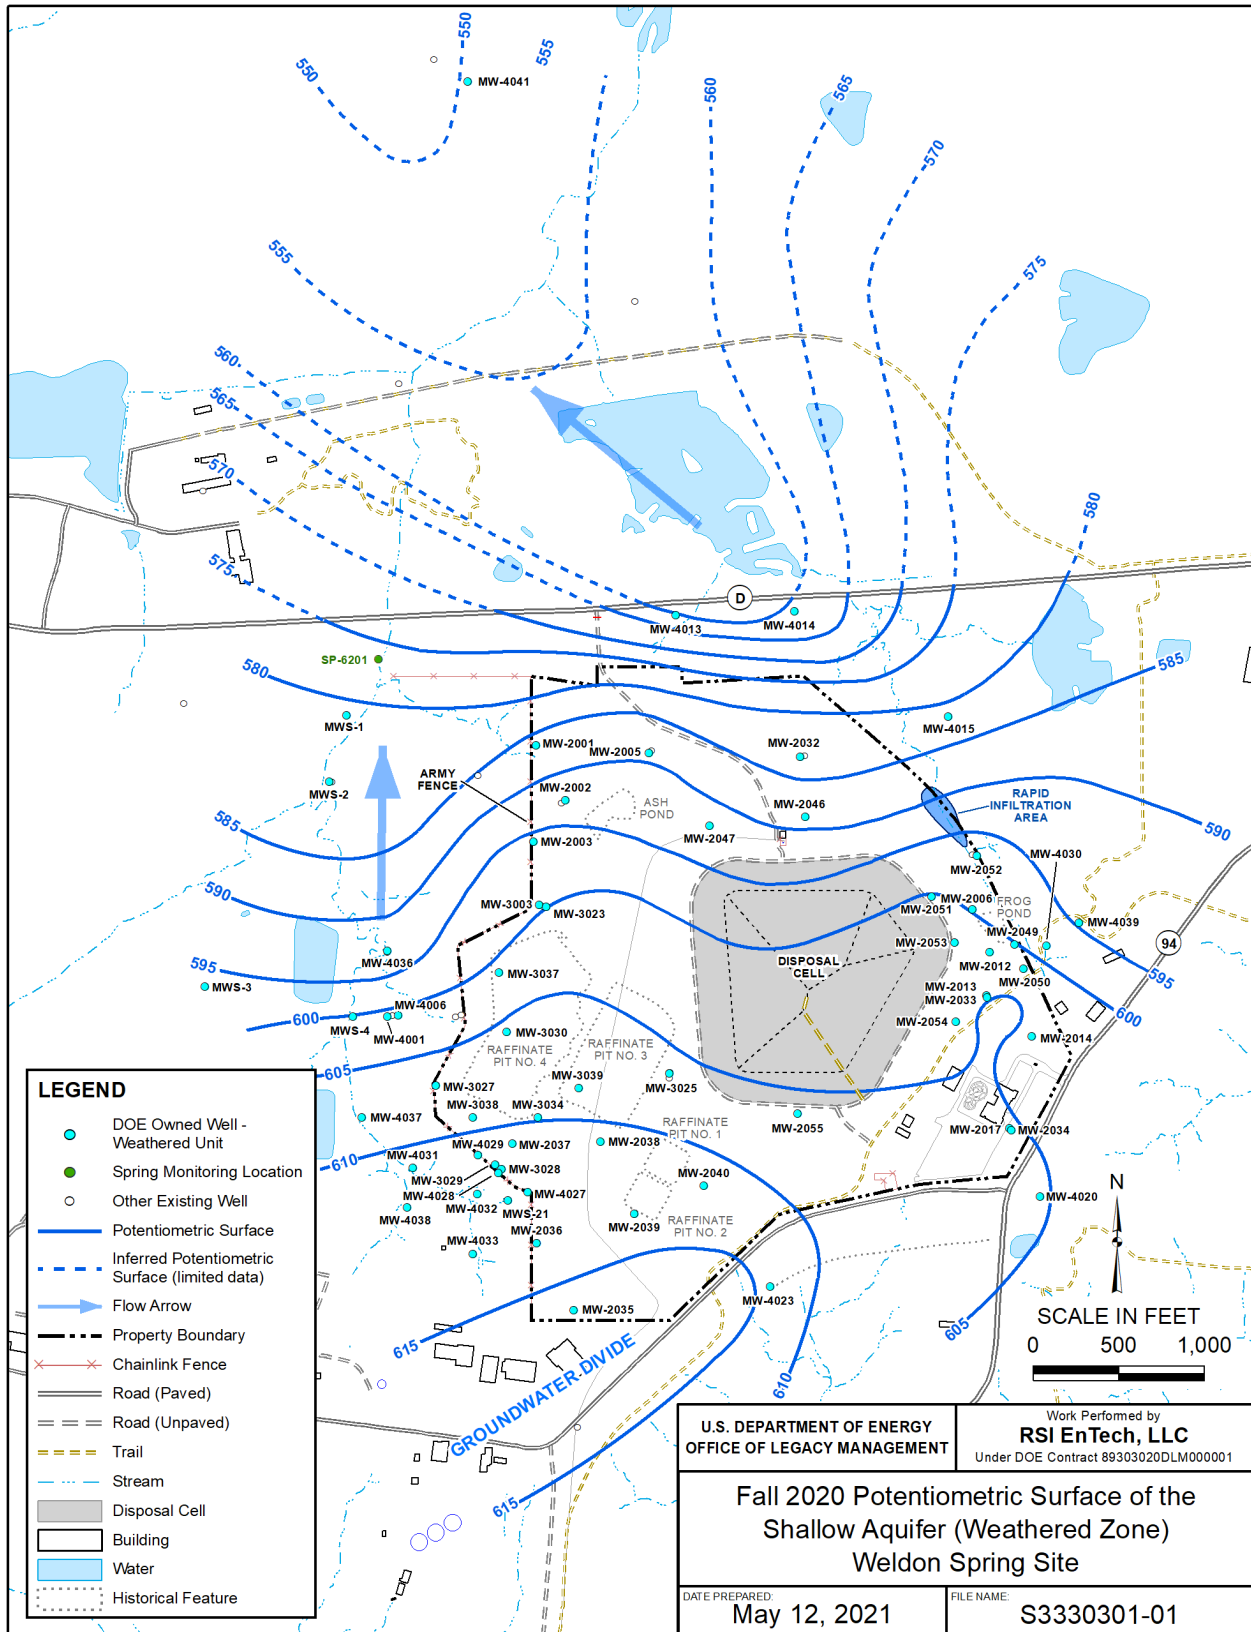 550
550
555
MW-4041
560
565
570
555
575
560
565
570
580
575
D
MW-4013
MW-4014
SP-6201
580
585
MWS-1
MW-4015
MW-2001
MW-2005
MW-2032
ARMY
FENCE
MWS-2
MW-2002
ASH
POND
MW-2046
RAPID
INFILTRATION
AREA
585
590
MW-2047
MW-2003
MW-4030
MW-2052
590
MW-3003
MW-3023
MW-2006
MW-2051
FROG
POND
MW-4039
MW-2049
94
MW-2053
MW-4036
DISPOSAL
CELL
MW-2012
595
MW-3037
595
MW-2050
MWS-3
MW-2013
MW-2033
MW-4006
600
600
MWS-4
MW-4001
MW-3030
MW-2054
MW-2014
RAFFINATE
PIT NO. 4
RAFFINATE
PIT NO. 3
605
MW-3039
MW-3027
MW-3025
LEGEND
DOE Owned Well -
Weathered Unit
Spring Monitoring Location
Other Existing Well
Potentiometric Surface
Inferred Potentiometric
Surface (limited data)
Flow Arrow
Property Boundary
Chainlink Fence
Road (Paved)
Road (Unpaved)
Trail
Stream
Disposal Cell
Building
Water
Historical Feature
MW-4037
MW-3038
MW-3034
MW-2055
RAFFINATE
PIT NO. 1
MW-2017
MW-2034
MW-4029
MW-2037
MW-2038
610
MW-4031
MW-3028
MW-3029
MW-2040
MW-4028
MW-4027
MW-4020
MW-4032
MWS-21
MW-4038
MW-2036
MW-2039
RAFFINATE
PIT NO. 2
MW-4033
N
MW-4023
MW-2035
SCALE IN FEET
0 500 1,000
615
605
GROUNDWATER DIVIDE
610
615
U.S. DEPARTMENT OF ENERGY
OFFICE OF LEGACY MANAGEMENT
Work Performed by
RSI EnTech, LLC
Under DOE Contract 89303020DLM000001
Fall 2020 Potentiometric Surface of the
Shallow Aquifer (Weathered Zone)
Weldon Spring Site
DATE PREPARED:
May 12, 2021
FILE NAME:
S3330301-01